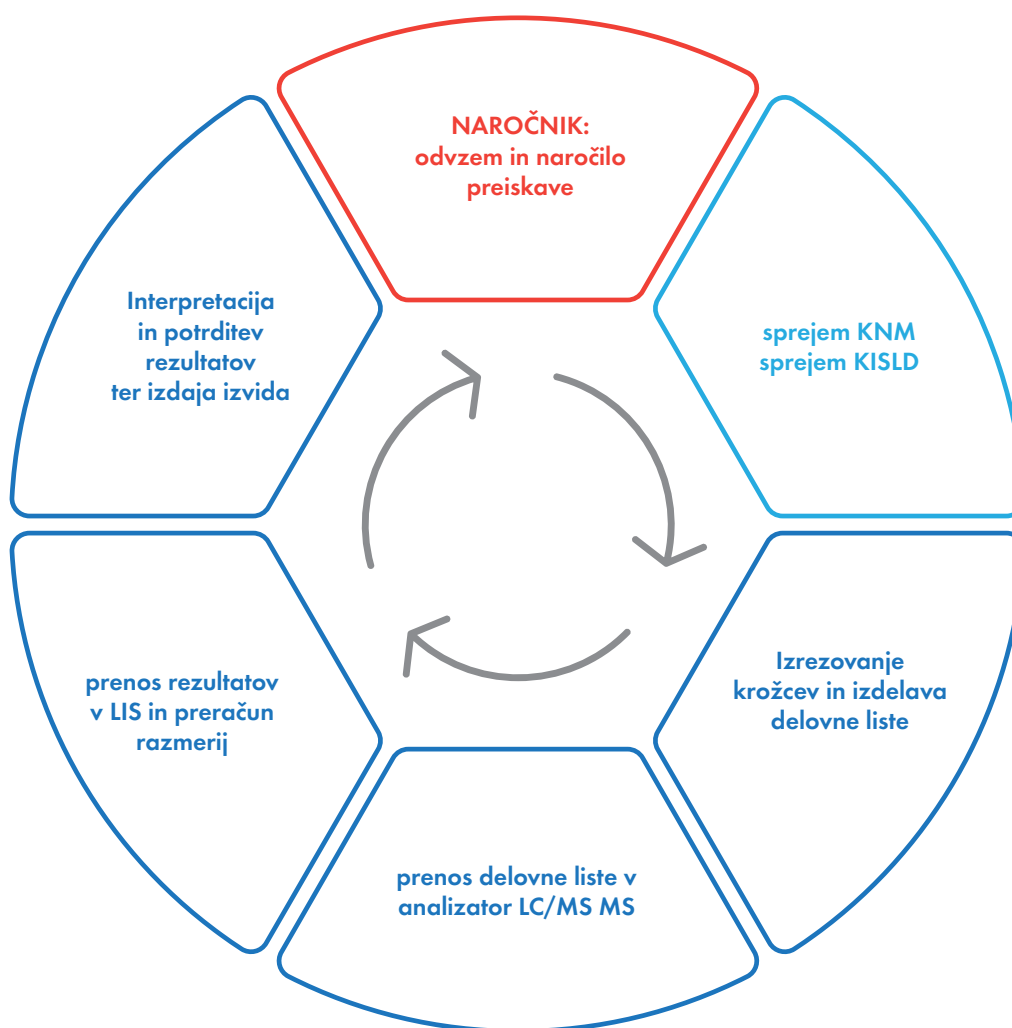 NAROČNIK:
odvzem in naročilo
preiskave
sprejem KNM
sprejem KISLD
Izrezovanje
krožcev in izdelava
delovne liste
prenos delovne liste v
analizator LC/MS MS
prenos rezultatov
v LIS in preračun
razmerij
Interpretacija
in potrditev
rezultatov
ter izdaja izvida